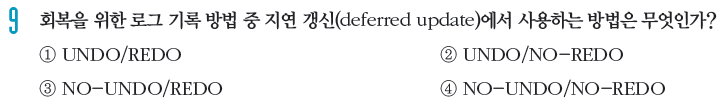 9 회복을 위한 로그 기록 방법 중 지연 갱신(deferred update)에서 사용하는 방법은 무엇인가?
① UNDO/REDO ② UNDO/NO-REDO
③ NO-UNDO/REDO ④ NO-UNDO/NO-REDO